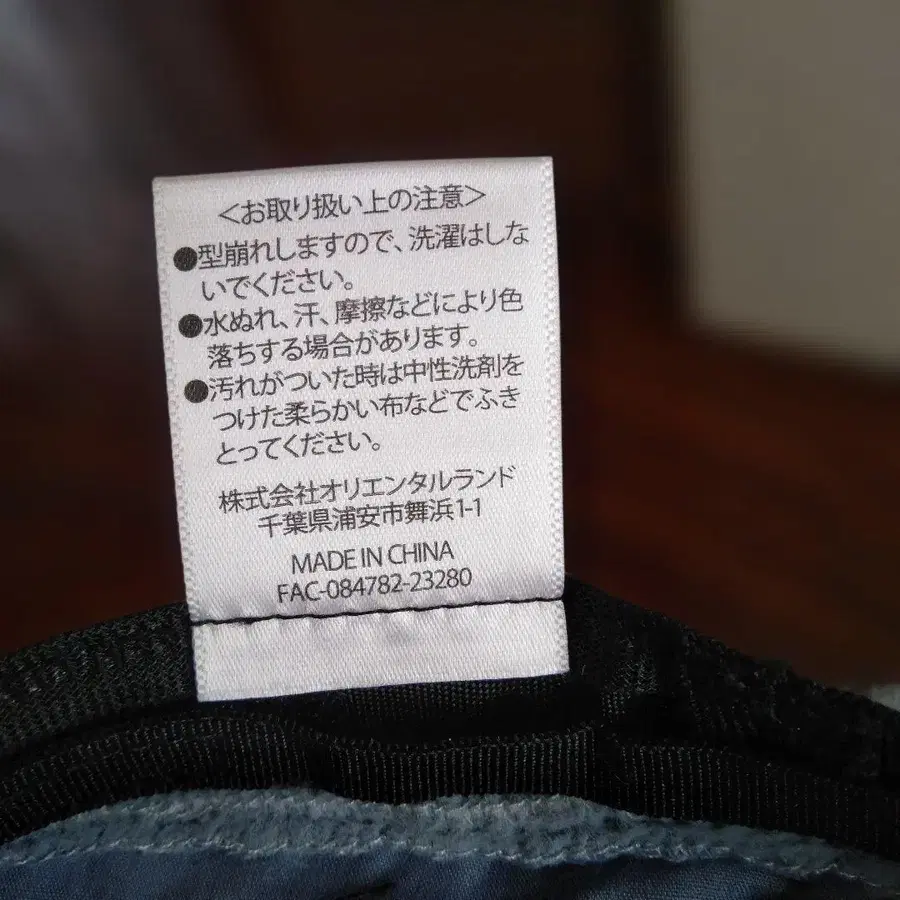 <お取り扱い上の注意>
●型崩れしますので、洗濯はしな
いでください。
●水ぬれ、汗、摩擦などにより色
落ちする場合があります。
●汚れがついた時は中性洗剤を
つけた柔らかい布などでふき
とってください。
株式会社オリエンタルランド
千葉県浦安市舞浜1-1
MADE IN CHINA
FAC-084782-23280